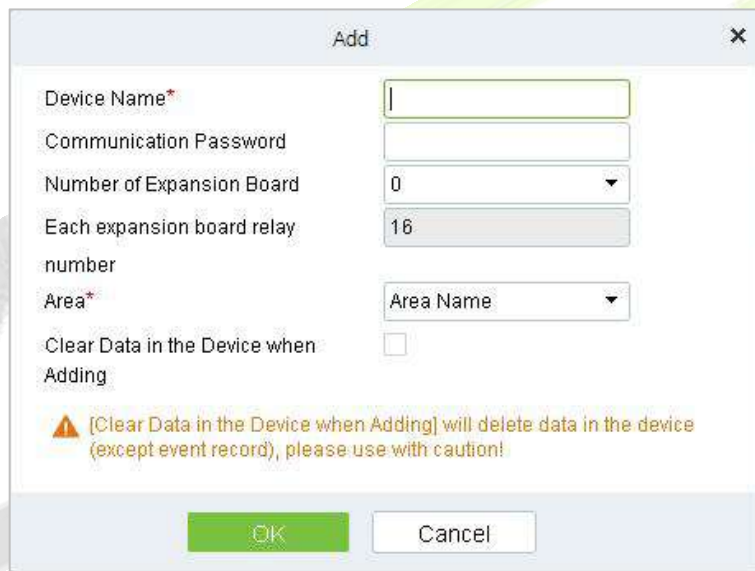 Add
Device Name*
Communication Password
Number of Expansion Board 0
Each expansion board relay 16
number
Area* Area Name
Clear Data in the Device when
Adding
[Clear Data in the Device when Adding] will delete data in the device
(except event record), please use with caution!
OK Cancel